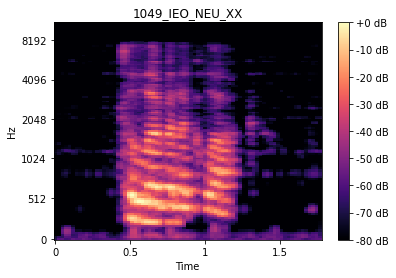 1049_IEO_NEU_XX
+0 dB
8192
-10 dB
4096
-20 dB
-30 dB
2048
Hz
-40 dB
1024
-50 dB
512
-60 dB
-70 dB
0
-80 dB
0
0.5
1
1.5
Time